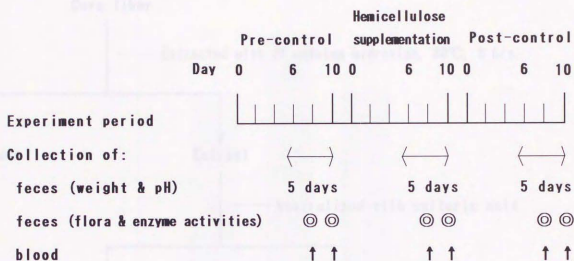 Hemicellulose
Pre-control supplementation Post-control
Day 0 6 10 0 6 10 0 6 10
Experiment period
Collection of:
feces (weight & pH) 5 days 5 days 5 days
feces (flora & enzyme activities) ◎ ◎ ◎ ◎ ◎ ◎
blood ↑ ↑ ↑ ↑ ↑ ↑